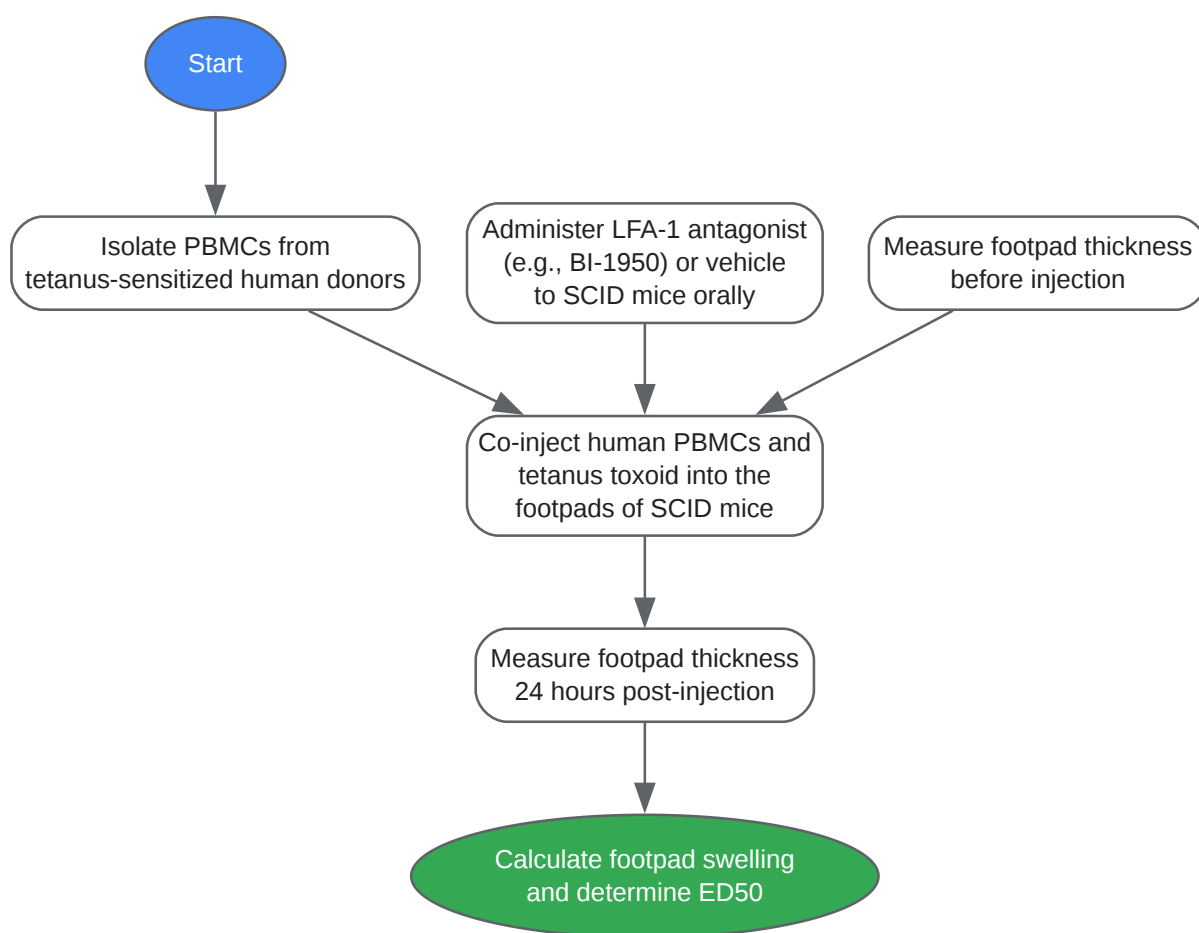 Start
Isolate PBMCs from
tetanus-sensitized human donors
Administer LFA-1 antagonist
(e.g., BI-1950) or vehicle
to SCID mice orally
Measure footpad thickness
before injection
Co-inject human PBMCs and
tetanus toxoid into the
footpads of SCID mice
Measure footpad thickness
24 hours post-injection
Calculate footpad swelling
and determine ED50